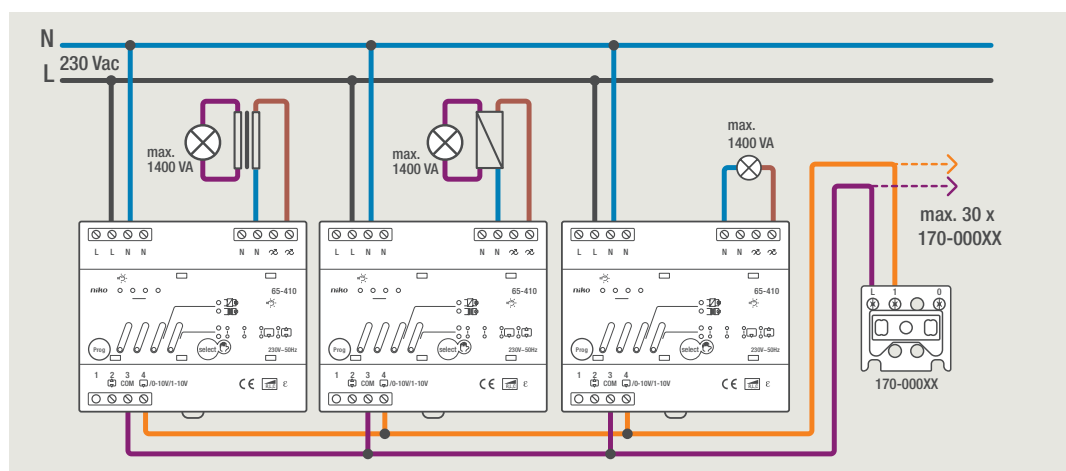 N
230 Vac
L
max.
1400 VA
max.
1400 VA
max.
1400 VA
max. 30 x
170-000XX
L L N N
N N
niko
65-410
Prog
select
230V~50Hz
1 2 3 4
COM /0-10V/1-10V
CE
ε
L L N N
N N
niko
65-410
Prog
select
230V~50Hz
1 2 3 4
COM /0-10V/1-10V
CE
ε
L L N N
N N
niko
65-410
Prog
select
230V~50Hz
1 2 3 4
COM /0-10V/1-10V
CE
ε
L 1 0
170-000XX